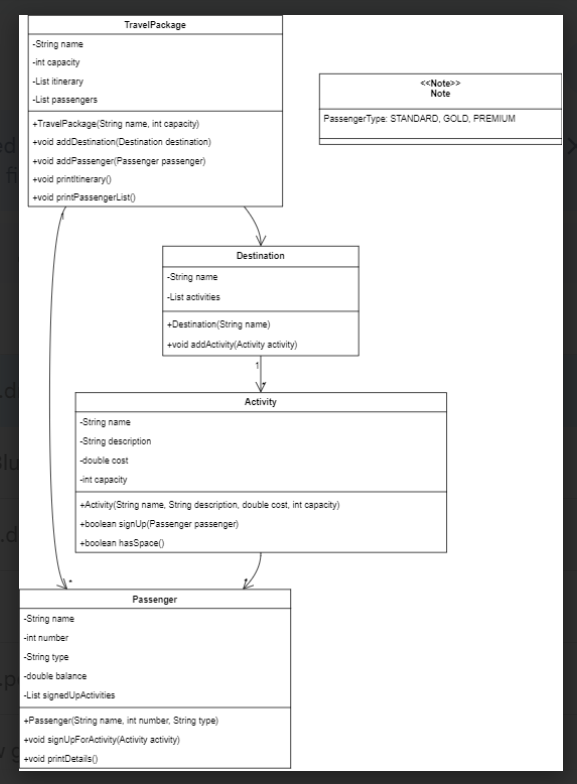 TravelPackage
-String name
-int capacity
-List itinerary
-List passengers
+TravelPackage(String name, int capacity)
+void addDestination(Destination destination)
+void addPassenger(Passenger passenger)
+void printItinerary()
+void printPassengerList()
<<Note>>
Note
PassengerType: STANDARD, GOLD, PREMIUM
1
Destination
-String name
-List activities
+Destination(String name)
+void addActivity(Activity activity)
1
*
Activity
-String name
-String description
-double cost
-int capacity
+Activity(String name, String description, double cost, int capacity)
+boolean signUp(Passenger passenger)
+boolean hasSpace()
*
*
Passenger
-String name
-int number
-String type
-double balance
-List signedUpActivities
+Passenger(String name, int number, String type)
+void signUpForActivity(Activity activity)
+void printDetails()